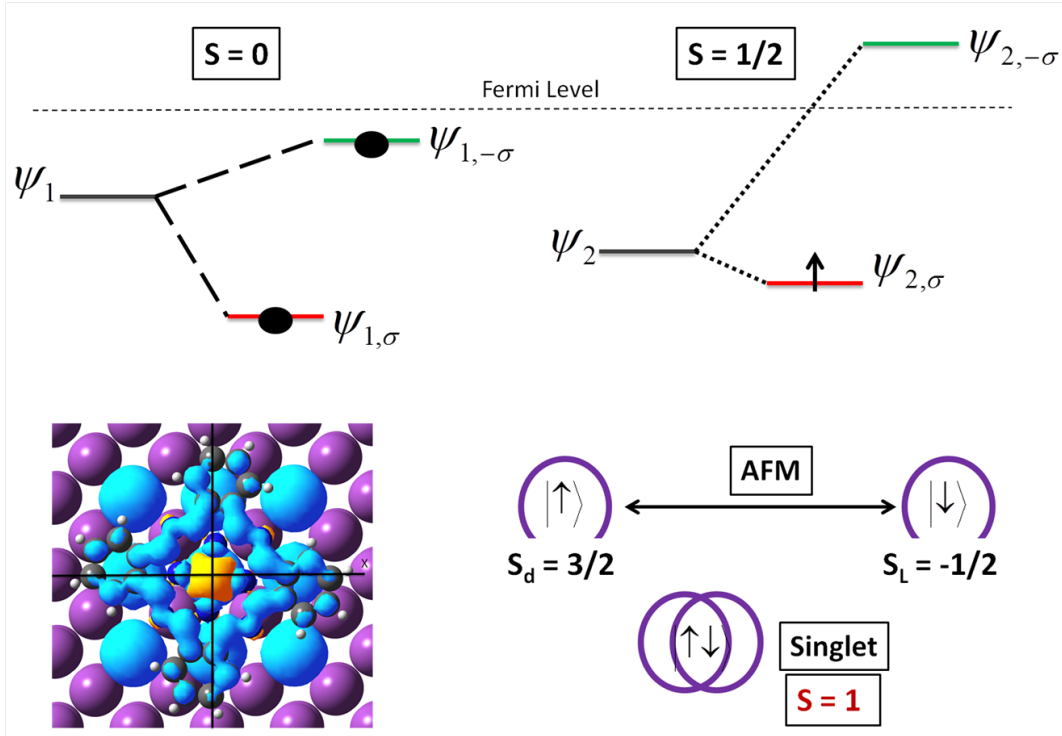 S = 0
S = 1/2
ψ2,−σ
Fermi Level
ψ1,−σ
ψ1
ψ2
ψ2,σ
ψ1,σ
x
AFM
|↑⟩
|↓⟩
Sd = 3/2
SL = -1/2
|↑↓⟩
Singlet
S = 1